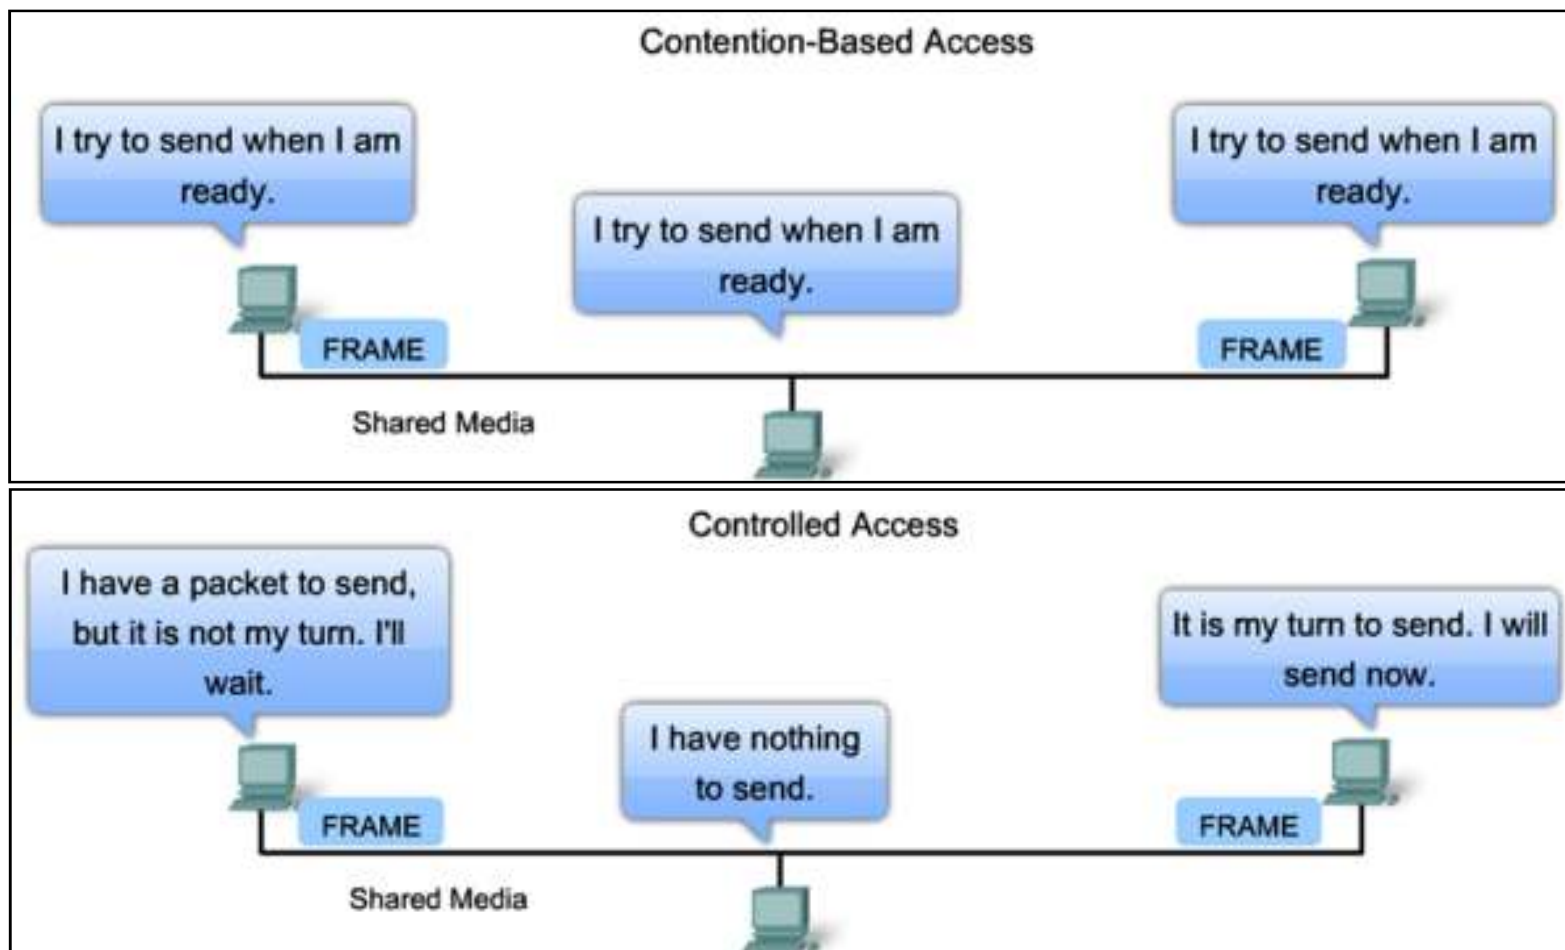 Contention-Based Access
I try to send when I am
ready.
I try to send when I am
ready.
I try to send when I am
ready.
FRAME
FRAME
Shared Media
Controlled Access
I have a packet to send,
but it is not my turn. I'll
wait.
I have nothing
to send.
It is my turn to send. I will
send now.
FRAME
FRAME
Shared Media